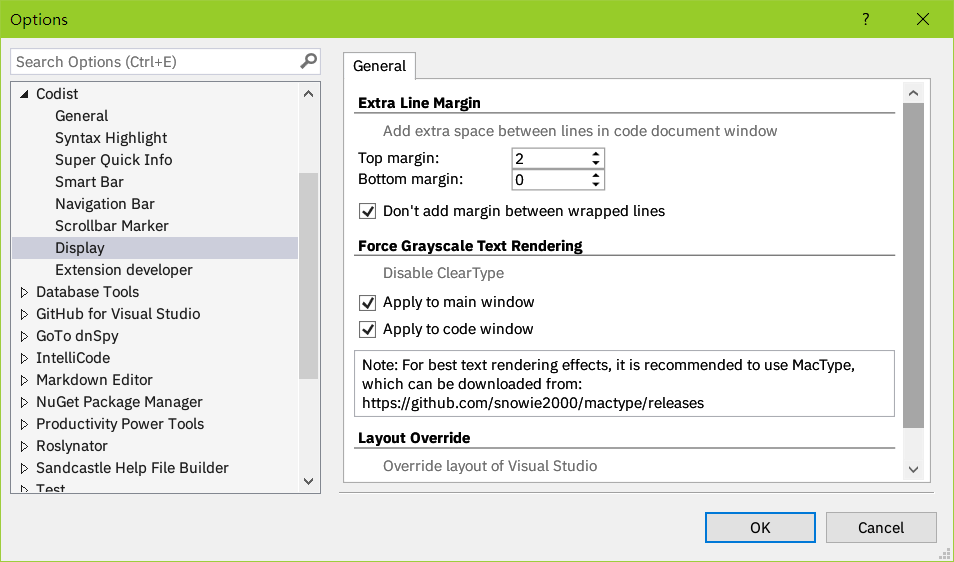 Options
?
Search Options (Ctrl+E)
Codist
General
Syntax Highlight
Super Quick Info
Smart Bar
Navigation Bar
Scrollbar Marker
Display
Extension developer
Database Tools
GitHub for Visual Studio
GoTo dnSpy
IntelliCode
Markdown Editor
NuGet Package Manager
Productivity Power Tools
Roslynator
Sandcastle Help File Builder
Test
General
Extra Line Margin
Add extra space between lines in code document window
Top margin: 2
Bottom margin: 0
Don't add margin between wrapped lines
Force Grayscale Text Rendering
Disable ClearType
Apply to main window
Apply to code window
Note: For best text rendering effects, it is recommended to use MacType,
which can be downloaded from:
https://github.com/snowie2000/mactype/releases
Layout Override
Override layout of Visual Studio
OK Cancel